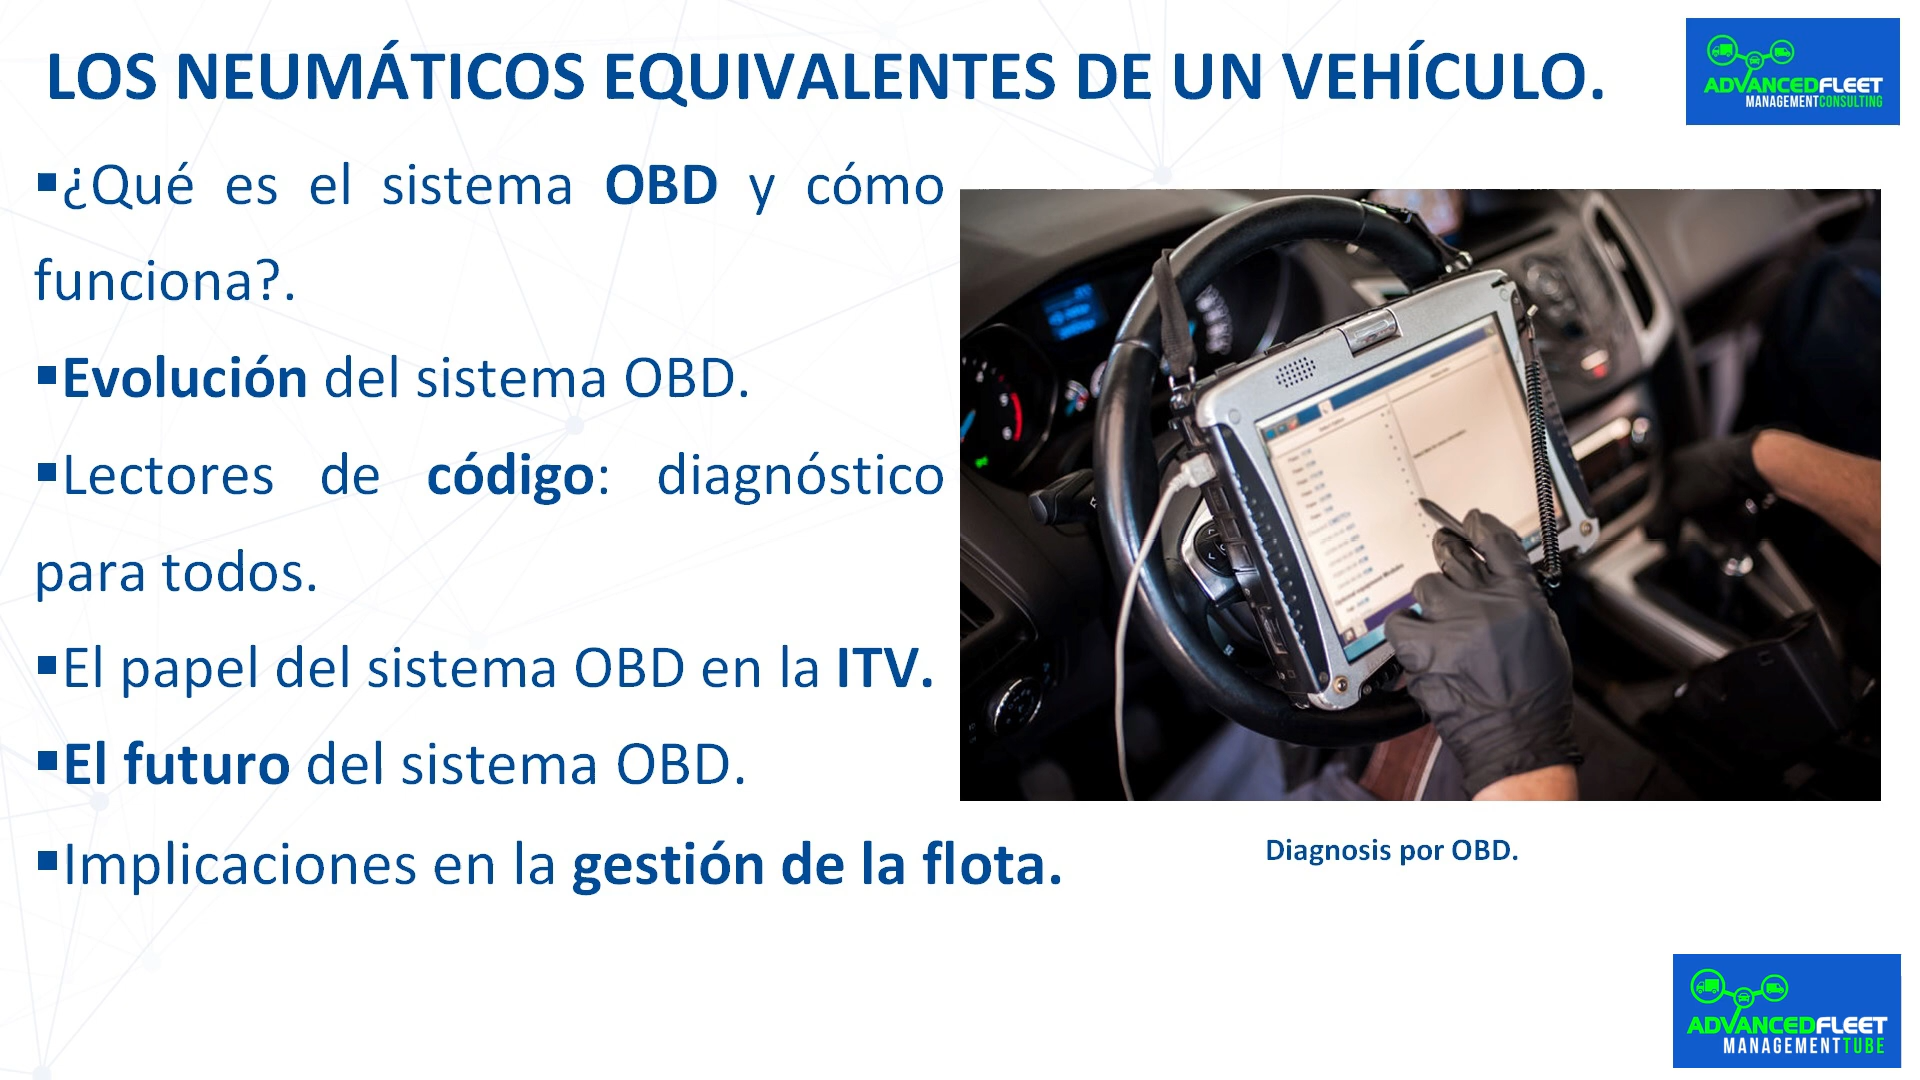 LOS NEUMÁTICOS EQUIVALENTES DE UN VEHÍCULO.
ADVANCEDFLEET
MANAGEMENTCONSULTING
▪¿Qué es el sistema OBD y cómo
funciona?.
▪Evolución del sistema OBD.
▪Lectores de código: diagnóstico
para todos.
▪El papel del sistema OBD en la ITV.
▪El futuro del sistema OBD.
▪Implicaciones en la gestión de la flota.
Diagnosis por OBD.
ADVANCEDFLEET
MANAGEMENTTUBE